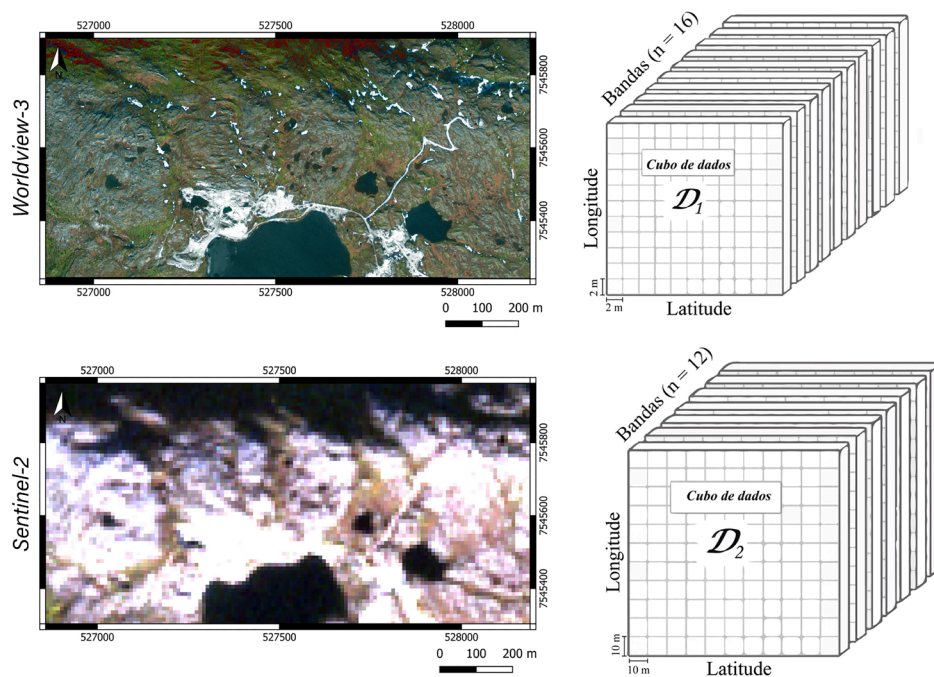 527000
527500
528000
Worldview-3
N
7545800
7545600
7545400
527000
527500
528000
0 100 200 m
Bandas (n = 16)
Cubo de dados
D1
Longitude
2 m
2 m
Latitude
527000
527500
528000
Sentinel-2
N
7545800
7545600
7545400
527000
527500
528000
0 100 200 m
Bandas (n = 12)
Cubo de dados
D2
Longitude
10 m
10 m
Latitude